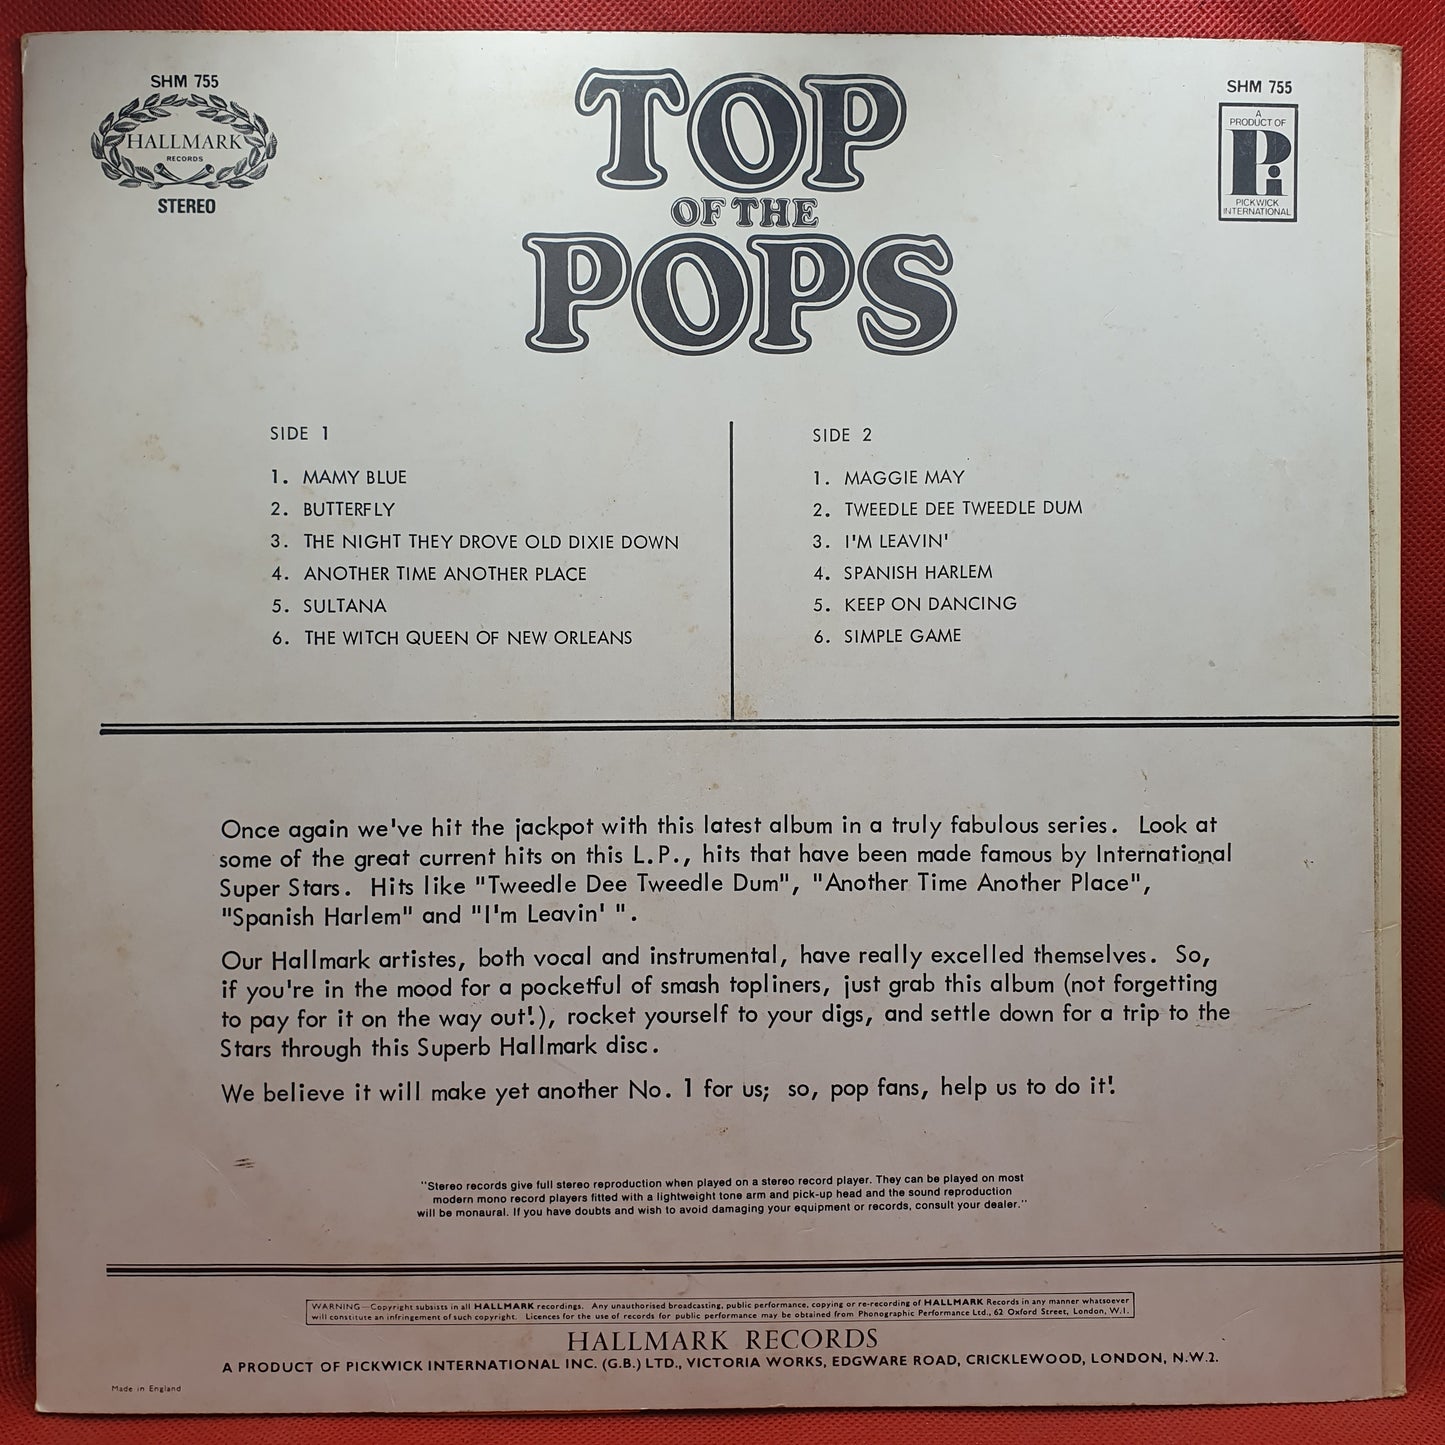 SHM 755
HALLMARK
RECORDS
STEREO
TOP
OF THE
POPS
SHM 755
A
PRODUCT OF
Pi
PICKWICK
INTERNATIONAL
SIDE 1
1. MAMY BLUE
2. BUTTERFLY
3. THE NIGHT THEY DROVE OLD DIXIE DOWN
4. ANOTHER TIME ANOTHER PLACE
5. SULTANA
6. THE WITCH QUEEN OF NEW ORLEANS
SIDE 2
1. MAGGIE MAY
2. TWEEDLE DEE TWEEDLE DUM
3. I'M LEAVIN'
4. SPANISH HARLEM
5. KEEP ON DANCING
6. SIMPLE GAME
Once again we've hit the jackpot with this latest album in a truly fabulous series. Look at
some of the great current hits on this L.P., hits that have been made famous by International
Super Stars. Hits like "Tweedle Dee Tweedle Dum", "Another Time Another Place",
"Spanish Harlem" and "I'm Leavin' ".
Our Hallmark artistes, both vocal and instrumental, have really excelled themselves. So,
if you're in the mood for a pocketful of smash topliners, just grab this album (not forgetting
to pay for it on the way out!), rocket yourself to your digs, and settle down for a trip to the
Stars through this Superb Hallmark disc.
We believe it will make yet another No. 1 for us; so, pop fans, help us to do it!
"Stereo records give full stereo reproduction when played on a stereo record player. They can be played on most
modern mono record players fitted with a lightweight tone arm and pick-up head and the sound reproduction
will be monaural. If you have doubts and wish to avoid damaging your equipment or records, consult your dealer."
WARNING—Copyright subsists in all HALLMARK recordings. Any unauthorised broadcasting, public performance, copying or re-recording of HALLMARK Records in any manner whatsoever
will constitute an infringement of such copyright. Licences for the use of records for public performance may be obtained from Phonographic Performance Ltd., 62 Oxford Street, London, W.1.
HALLMARK RECORDS
A PRODUCT OF PICKWICK INTERNATIONAL INC. (G.B.) LTD., VICTORIA WORKS, EDGWARE ROAD, CRICKLEWOOD, LONDON, N.W.2.
Made in England